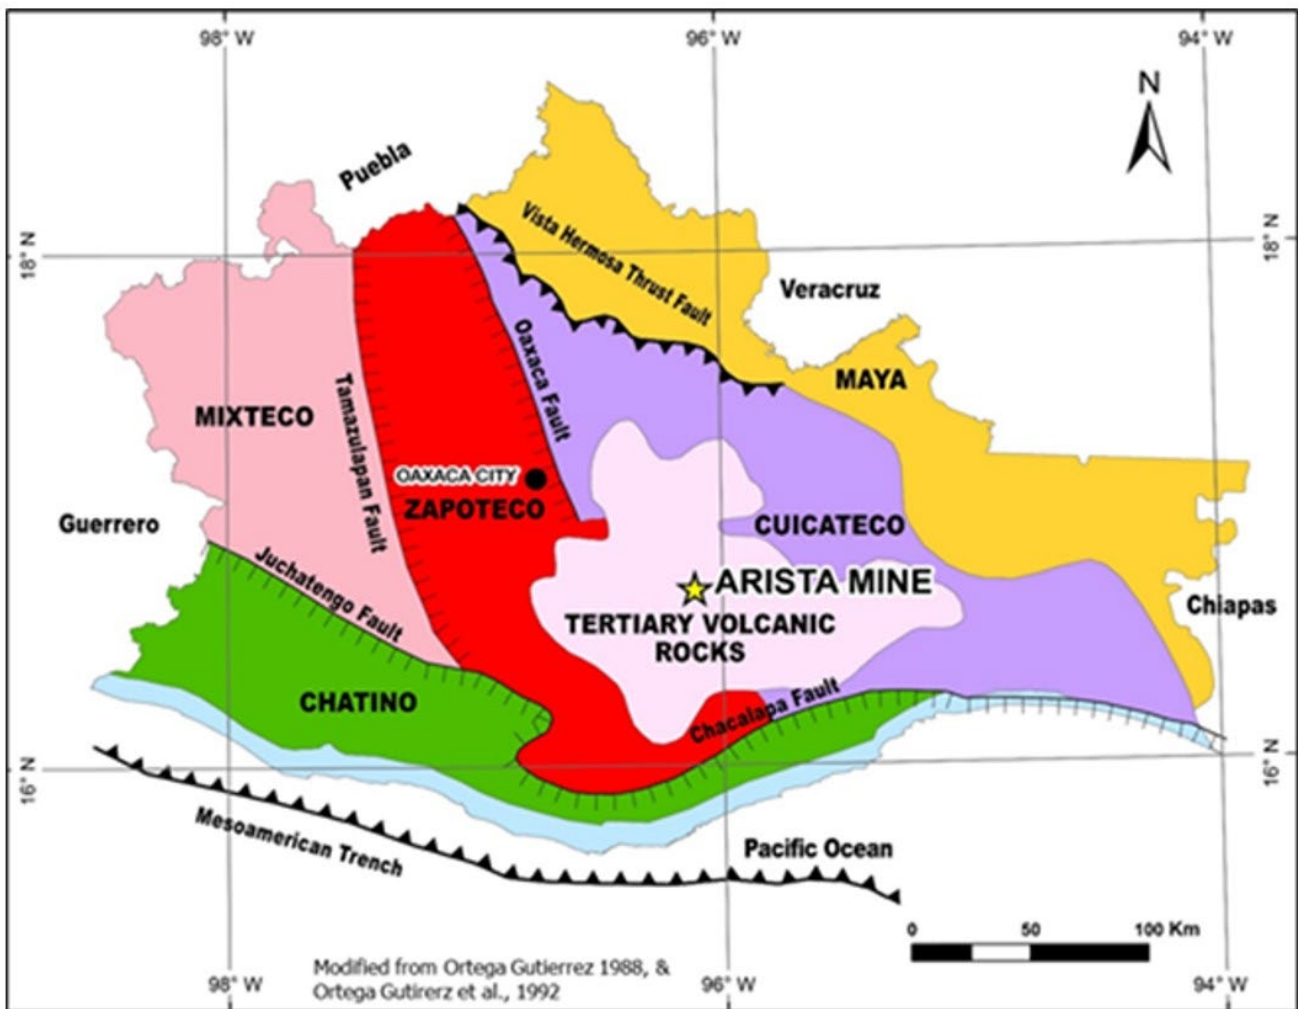 98° W
96° W
94° W
N
Puebla
Vista Hermosa Thrust Fault
18° N
18° N
Veracruz
Oaxaca Fault
MAYA
MIXTECO
Tamazulapan Fault
OAXACA CITY
ZAPOTECO
Guerrero
CUICATECO
Juchatengo Fault
ARISTA MINE
Chiapas
TERTIARY VOLCANIC
ROCKS
CHATINO
Chacalapa Fault
16° N
16° N
Mesoamerican Trench
Pacific Ocean
0 50 100 Km
Modified from Ortega Gutierrez 1988, &
Ortega Gutirerz et al., 1992
98° W
96° W
94° W